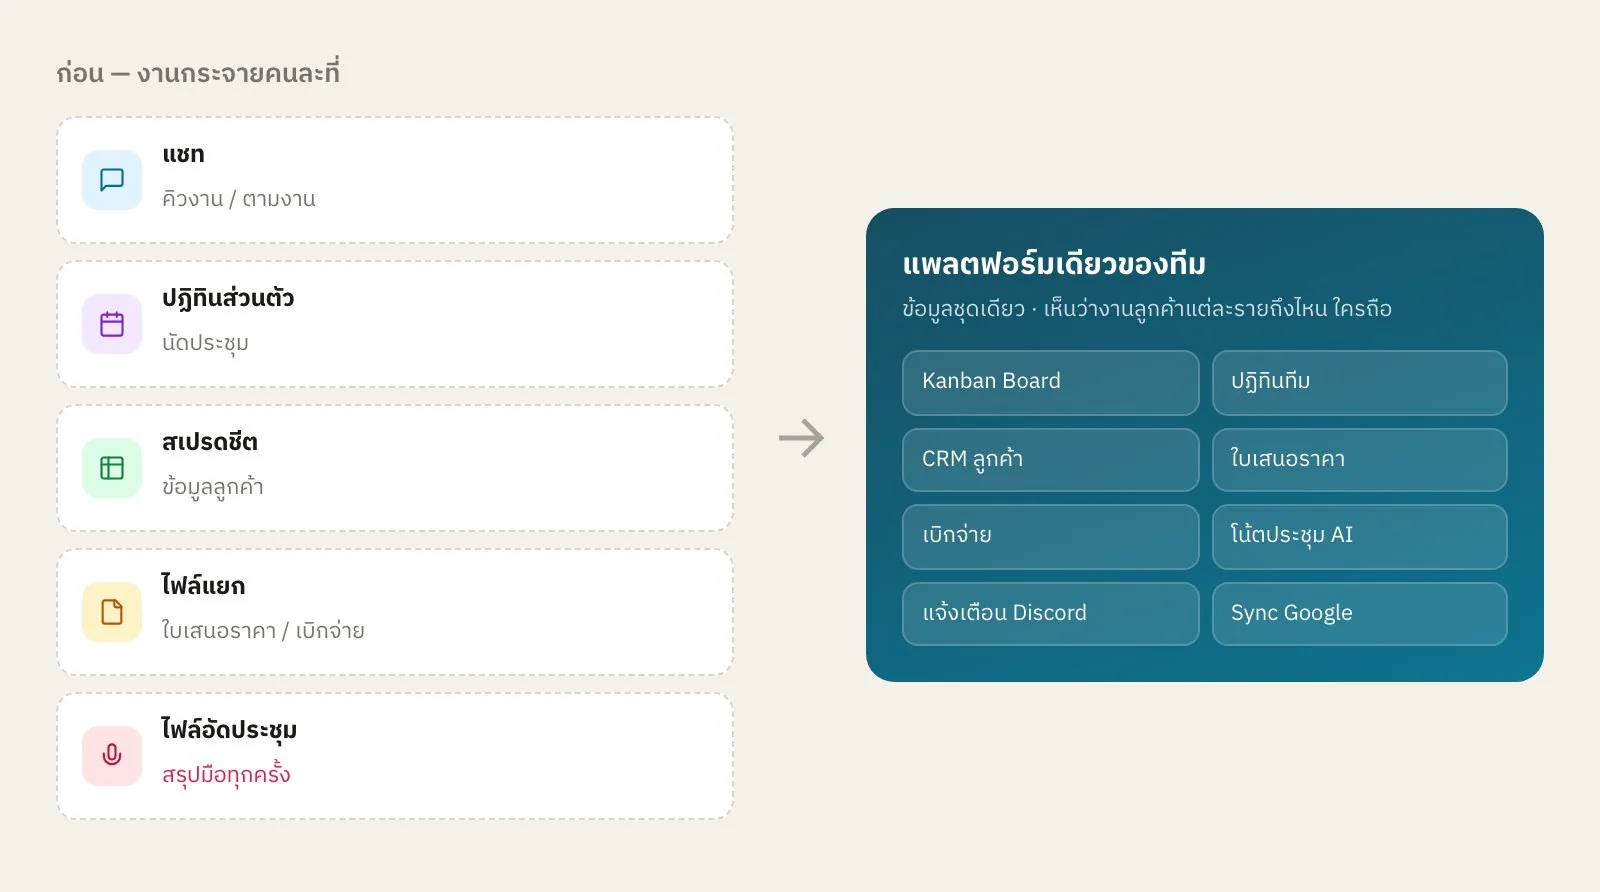 ก่อน — งานกระจายคนละที่
แชท
คิวงาน / ตามงาน
ปฏิทินส่วนตัว
นัดประชุม
สเปรดชีต
ข้อมูลลูกค้า
ไฟล์แยก
ใบเสนอราคา / เบิกจ่าย
ไฟล์อัดประชุม
สรุปมือทุกครั้ง
แพลตฟอร์มเดียวของทีม
ข้อมูลชุดเดียว · เห็นว่างานลูกค้าแต่ละรายถึงไหน ใครถือ
Kanban Board
ปฏิทินทีม
CRM ลูกค้า
ใบเสนอราคา
เบิกจ่าย
โน้ตประชุม AI
แจ้งเตือน Discord
Sync Google